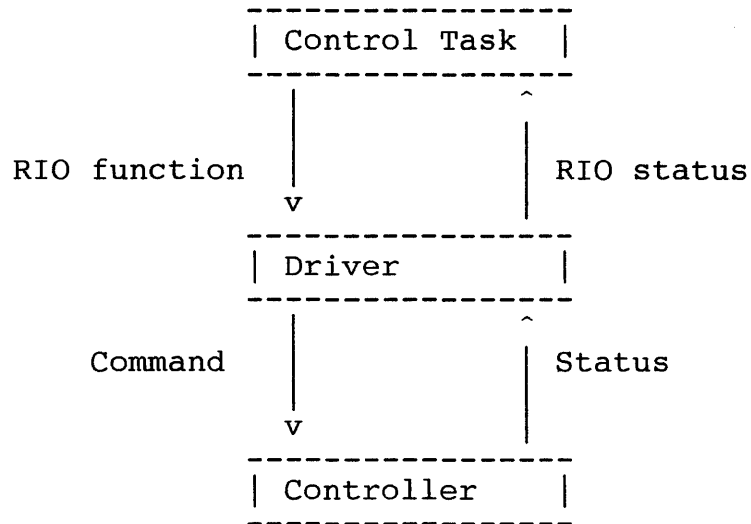 Control Task
RIO function RIO status
Driver
Command Status
Controller